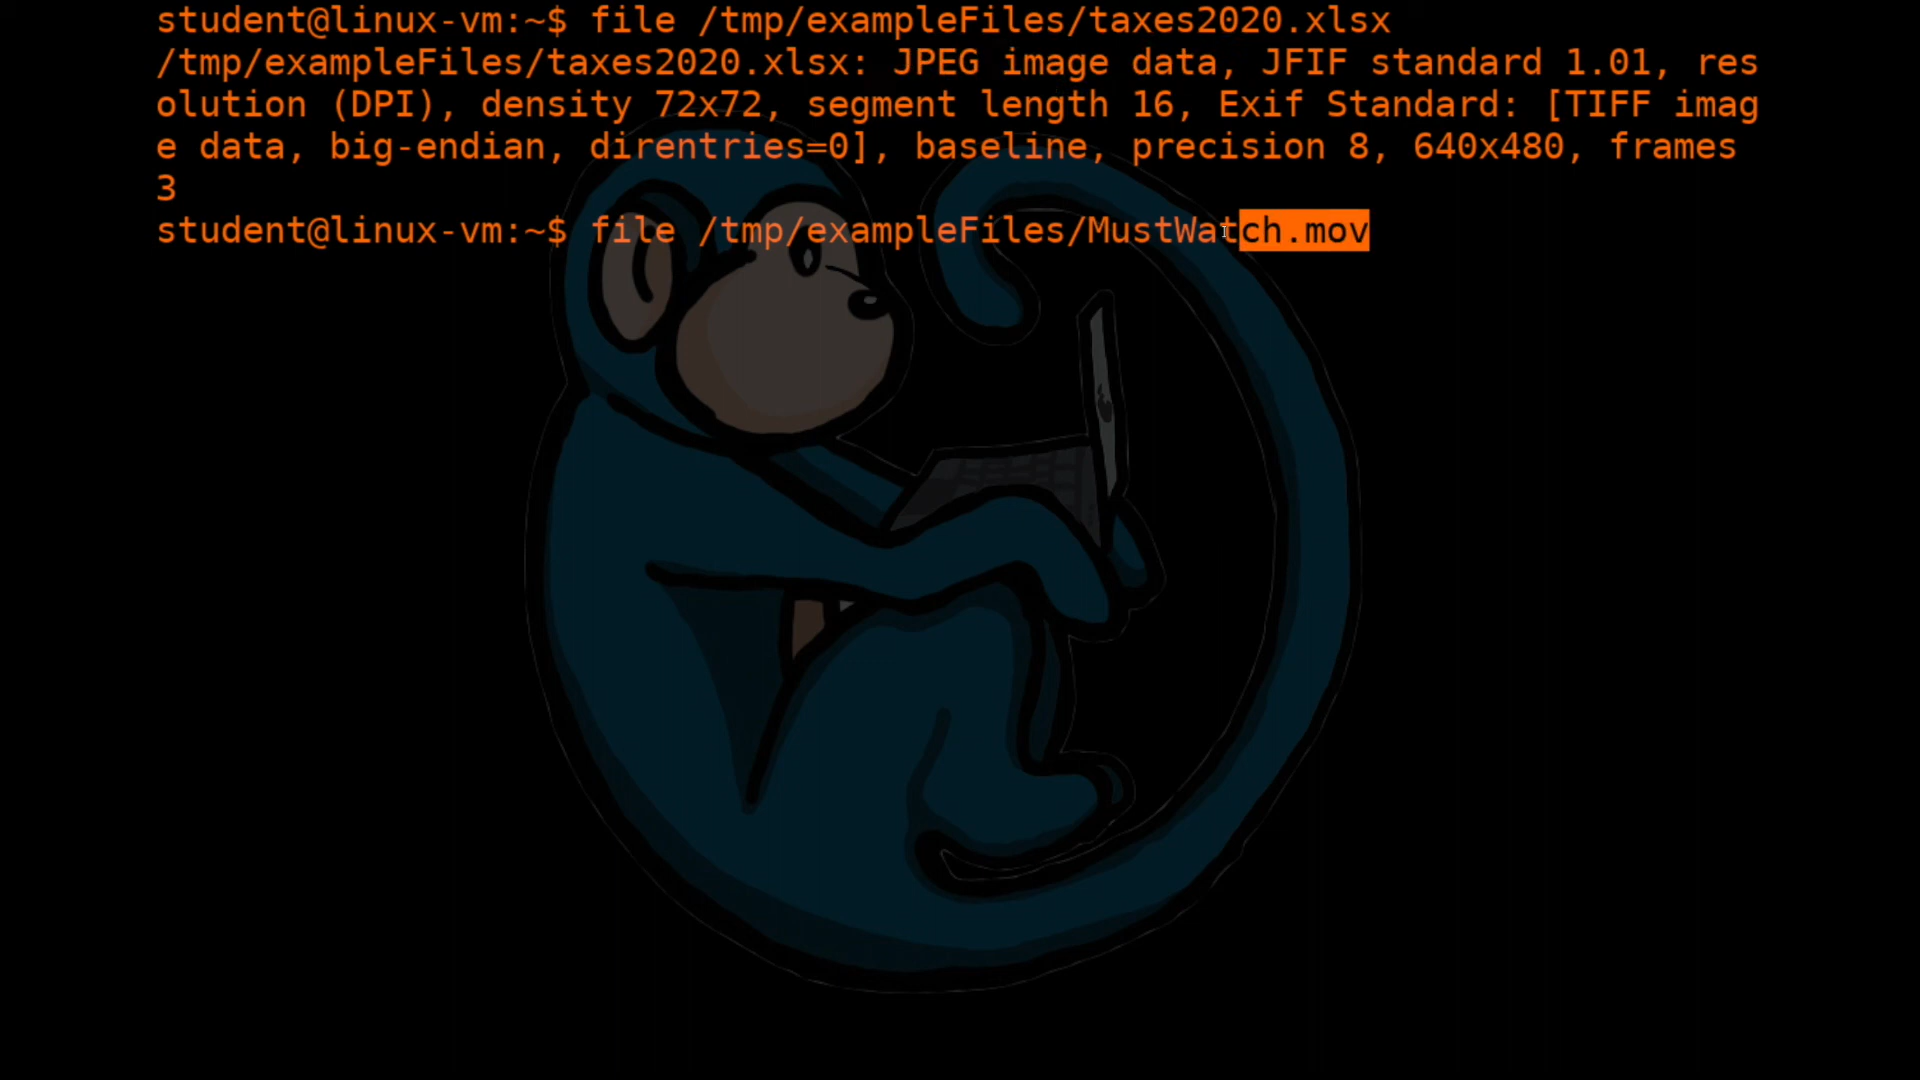 student@linux-vm:~$ file /tmp/exampleFiles/taxes2020.xlsx
/tmp/exampleFiles/taxes2020.xlsx: JPEG image data, JFIF standard 1.01, res
olution (DPI), density 72x72, segment length 16, Exif Standard: [TIFF imag
e data, big-endian, direntries=0], baseline, precision 8, 640x480, frames
3
student@linux-vm:~$ file /tmp/exampleFiles/MustWatch.mov